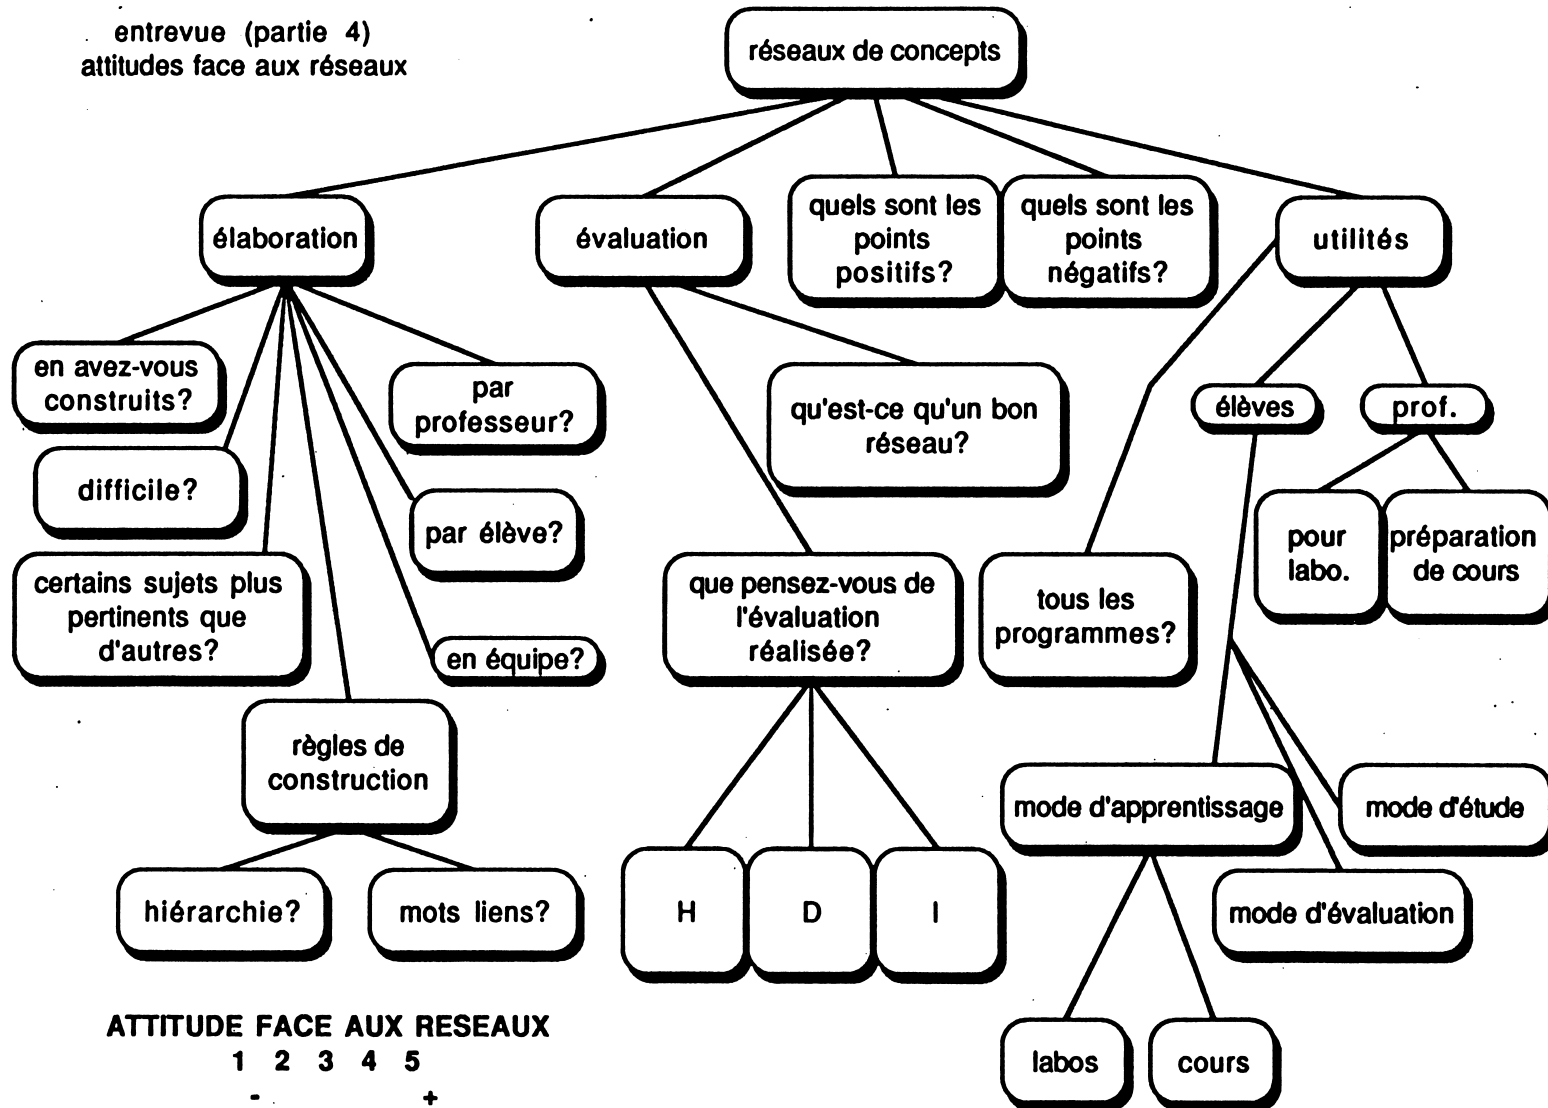 entrevue (partie 4)
attitudes face aux réseaux
réseaux de concepts
élaboration
évaluation
quels sont les
points
positifs?
quels sont les
points
négatifs?
utilités
en avez-vous
construits?
par
professeur?
difficile?
par élève?
certains sujets plus
pertinents que
d'autres?
en équipe?
règles de
construction
hiérarchie?
mots liens?
qu'est-ce qu'un bon
réseau?
que pensez-vous de
l'évaluation
réalisée?
H
D
I
tous les
programmes?
élèves
prof.
pour
labo.
préparation
de cours
mode d'apprentissage
mode d'étude
mode d'évaluation
labos
cours
ATTITUDE FACE AUX RESEAUX
1 2 3 4 5
- +